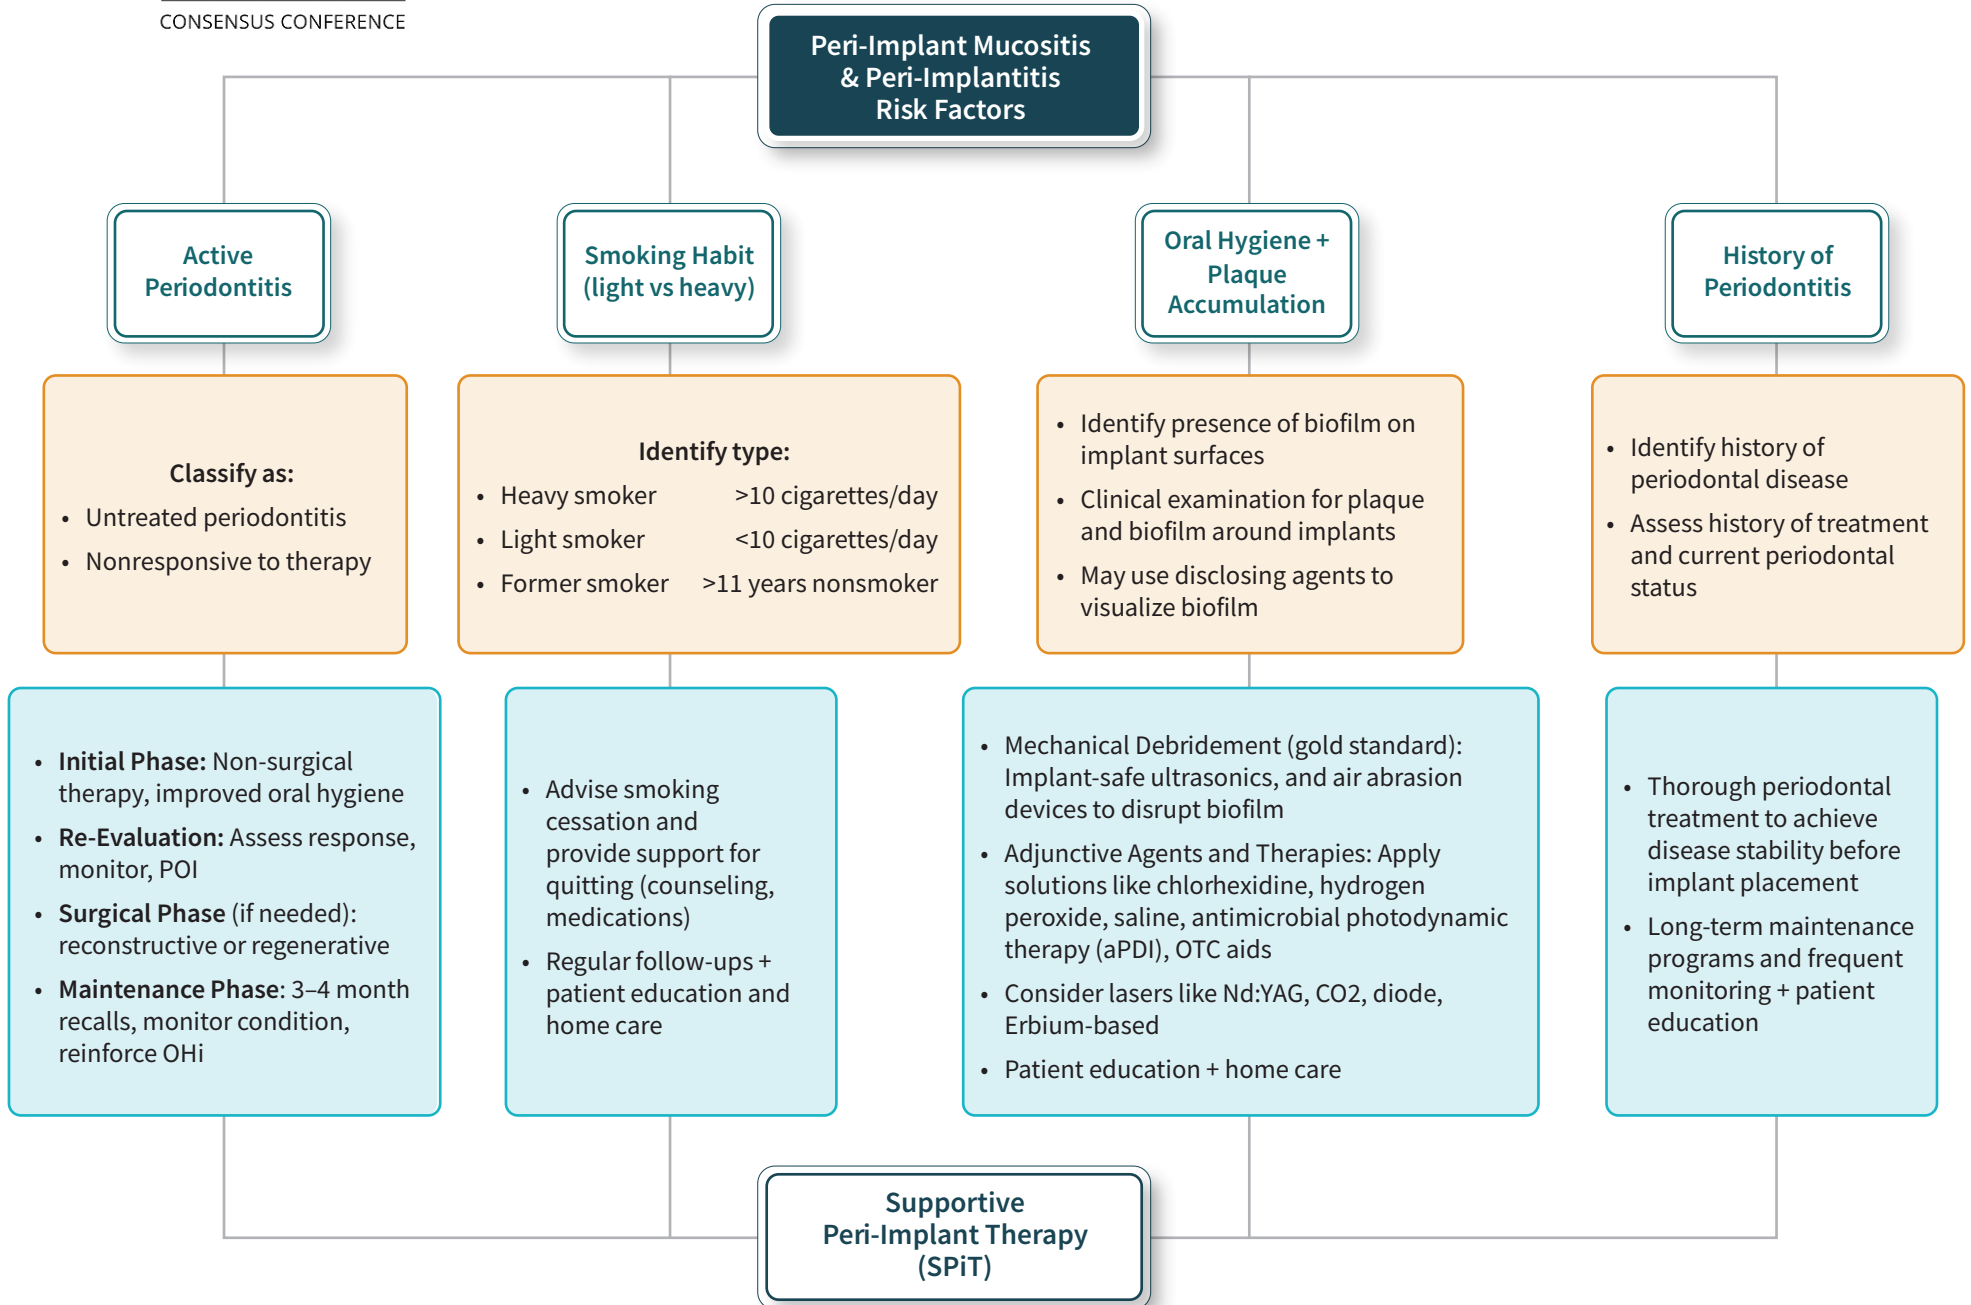 CONSENSUS CONFERENCE
Peri-Implant Mucositis
& Peri-Implantitis
Risk Factors
Active
Periodontitis
Classify as:
• Untreated periodontitis
• Nonresponsive to therapy
• Initial Phase: Non-surgical
therapy, improved oral hygiene
• Re-Evaluation: Assess response,
monitor, POI
• Surgical Phase (if needed):
reconstructive or regenerative
• Maintenance Phase: 3–4 month
recalls, monitor condition,
reinforce OHi
Smoking Habit
(light vs heavy)
Identify type:
• Heavy smoker >10 cigarettes/day
• Light smoker <10 cigarettes/day
• Former smoker >11 years nonsmoker
• Advise smoking
cessation and
provide support for
quitting (counseling,
medications)
• Regular follow-ups +
patient education and
home care
Oral Hygiene +
Plaque
Accumulation
• Identify presence of biofilm on
implant surfaces
• Clinical examination for plaque
and biofilm around implants
• May use disclosing agents to
visualize biofilm
• Mechanical Debridement (gold standard):
Implant-safe ultrasonics, and air abrasion
devices to disrupt biofilm
• Adjunctive Agents and Therapies: Apply
solutions like chlorhexidine, hydrogen
peroxide, saline, antimicrobial photodynamic
therapy (aPDI), OTC aids
• Consider lasers like Nd:YAG, CO2, diode,
Erbium-based
• Patient education + home care
History of
Periodontitis
• Identify history of
periodontal disease
• Assess history of treatment
and current periodontal
status
• Thorough periodontal
treatment to achieve
disease stability before
implant placement
• Long-term maintenance
programs and frequent
monitoring + patient
education
Supportive
Peri-Implant Therapy
(SPiT)